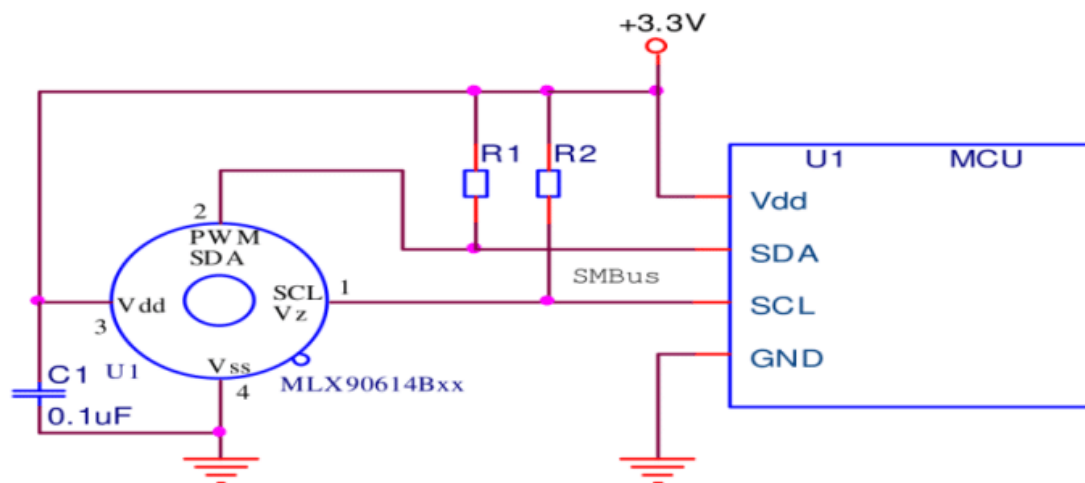 +3.3V
R1
R2
U1 MCU
Vdd
SDA
SCL
GND
SMBus
2
PWM
SDA
SCL
Vz
1
Vdd
3
Vss
4
U1
MLX90614Bxx
C1
0.1uF